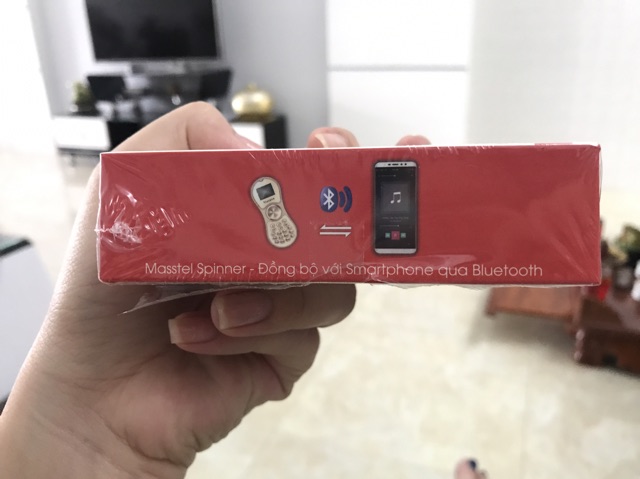 Masstel Spinner - Đồng bộ với Smartphone qua Bluetooth